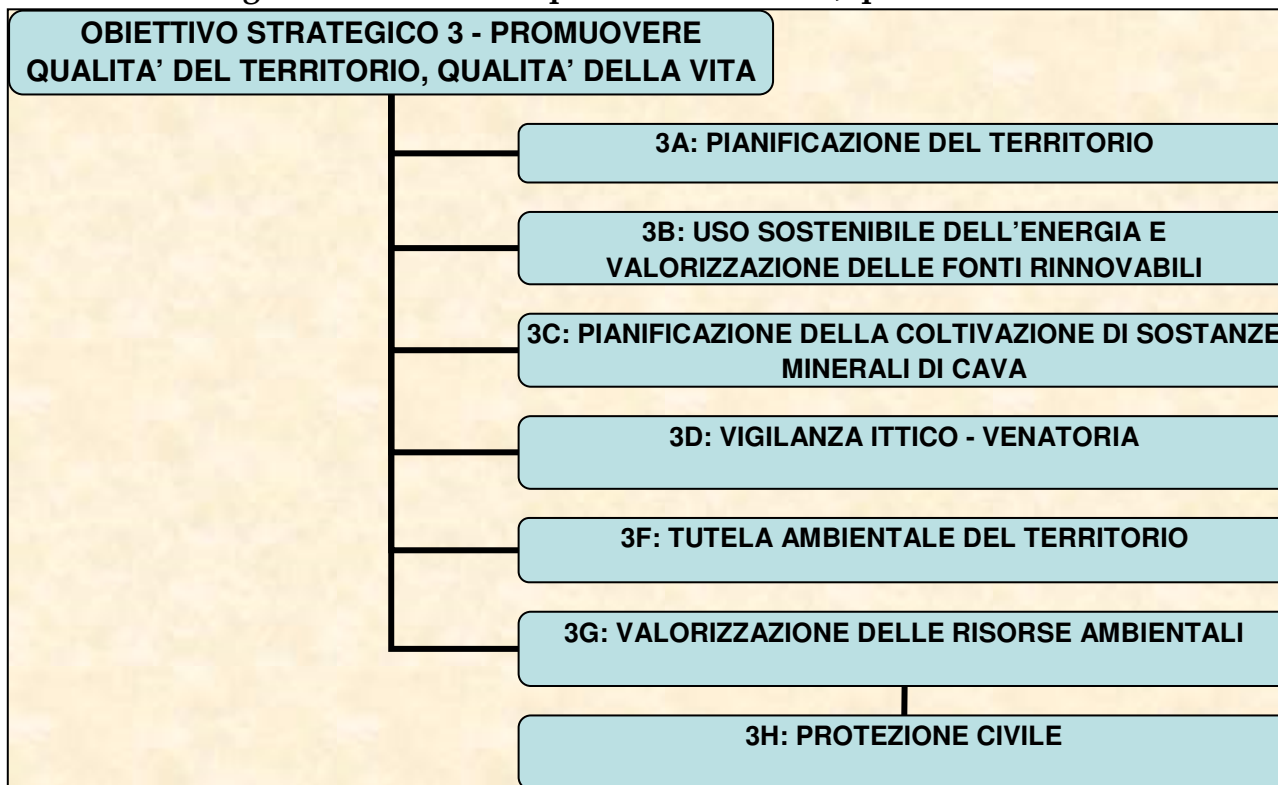 OBIETTIVO STRATEGICO 3 - PROMUOVERE
QUALITA’ DEL TERRITORIO, QUALITA’ DELLA VITA
3A: PIANIFICAZIONE DEL TERRITORIO
3B: USO SOSTENIBILE DELL’ENERGIA E
VALORIZZAZIONE DELLE FONTI RINNOVABILI
3C: PIANIFICAZIONE DELLA COLTIVAZIONE DI SOSTANZE
MINERALI DI CAVA
3D: VIGILANZA ITTICO - VENATORIA
3F: TUTELA AMBIENTALE DEL TERRITORIO
3G: VALORIZZAZIONE DELLE RISORSE AMBIENTALI
3H: PROTEZIONE CIVILE